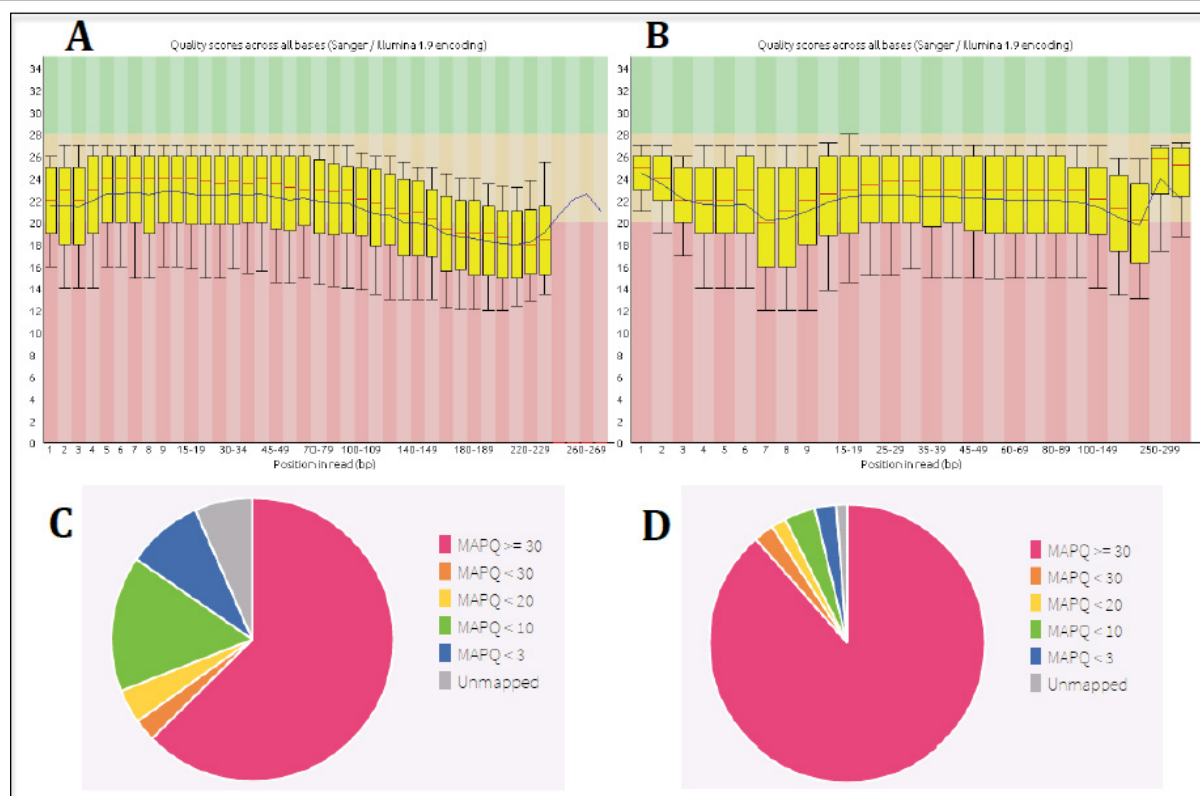 A
Quality scores across all bases (Sanger / Illumina 1.9 encoding)
34
32
30
28
26
24
22
20
18
16
14
12
10
8
6
4
2
0
1 2 3 4 5 6 7 8 9 15-19 30-34 45-49 70-79 100-109 140-149 180-189 220-229 260-269
Position in read (bp)
B
Quality scores across all bases (Sanger / Illumina 1.9 encoding)
34
32
30
28
26
24
22
20
18
16
14
12
10
8
6
4
2
0
1 2 3 4 5 6 7 8 9 15-19 25-29 35-39 45-49 60-69 80-89 100-149 250-299
Position in read (bp)
C
MAPQ >= 30
MAPQ < 30
MAPQ < 20
MAPQ < 10
MAPQ < 3
Unmapped
D
MAPQ >= 30
MAPQ < 30
MAPQ < 20
MAPQ < 10
MAPQ < 3
Unmapped